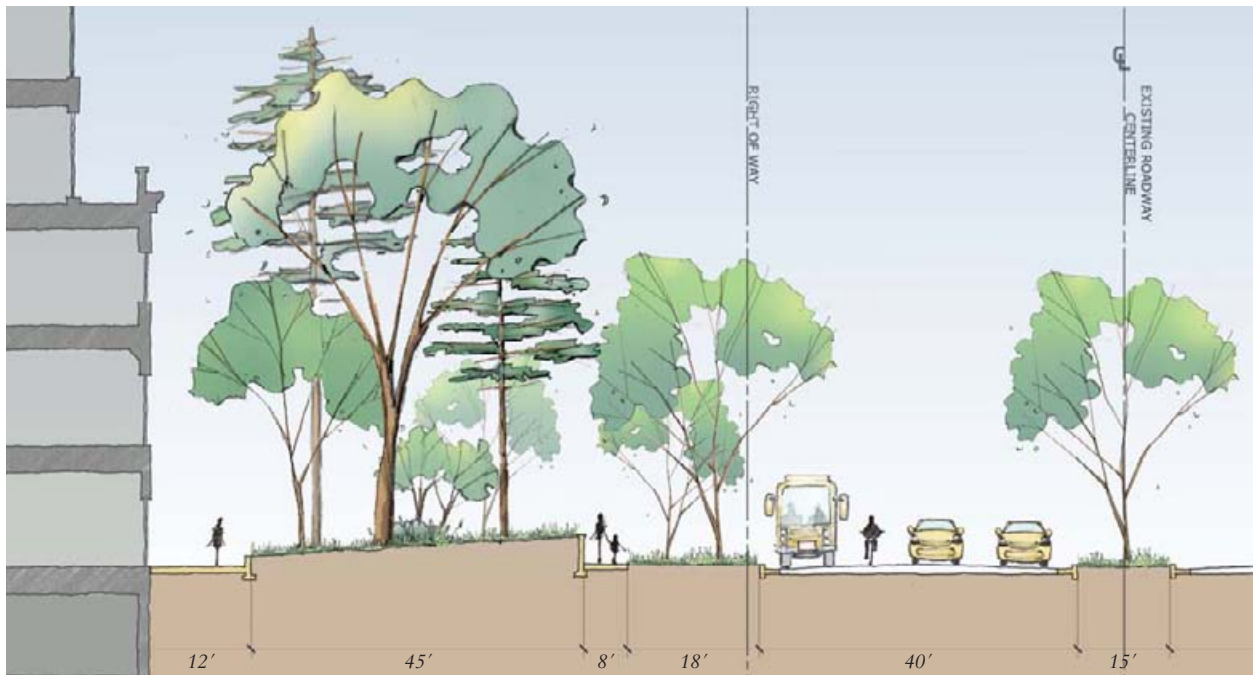 RIGHT OF WAY
EXISTING ROADWAY
CENTERLINE
12′
45′
8′
18′
40′
15′